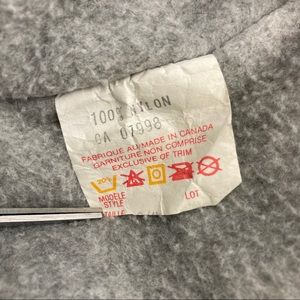 100% NYLON
CA 07998
FABRIQUE AU/MADE IN CANADA
GARNITURE NON COMPRISE
EXCLUSIVE OF TRIM
MODELE
STYLE
LOT
TAILLE